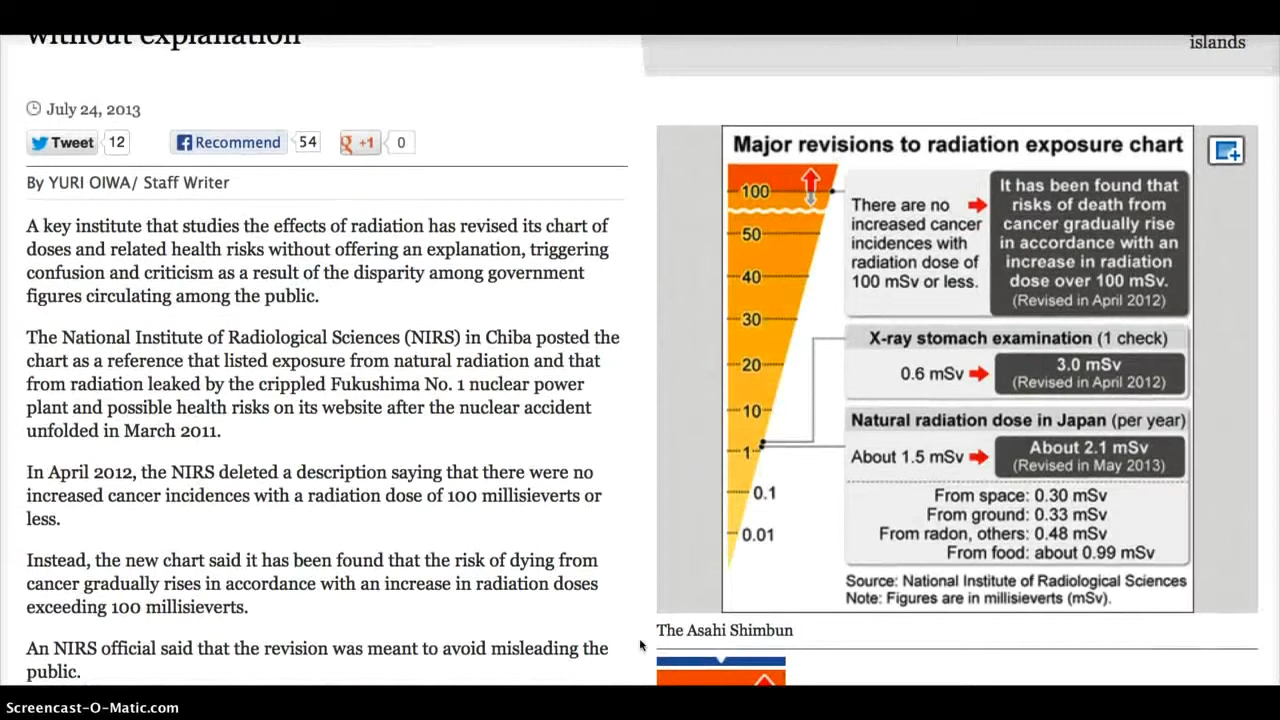 without explanation
islands
July 24, 2013
Tweet 12
Recommend 54
g +1 0
By YURI OIWA/ Staff Writer
A key institute that studies the effects of radiation has revised its chart of
doses and related health risks without offering an explanation, triggering
confusion and criticism as a result of the disparity among government
figures circulating among the public.
The National Institute of Radiological Sciences (NIRS) in Chiba posted the
chart as a reference that listed exposure from natural radiation and that
from radiation leaked by the crippled Fukushima No. 1 nuclear power
plant and possible health risks on its website after the nuclear accident
unfolded in March 2011.
In April 2012, the NIRS deleted a description saying that there were no
increased cancer incidences with a radiation dose of 100 millisieverts or
less.
Instead, the new chart said it has been found that the risk of dying from
cancer gradually rises in accordance with an increase in radiation doses
exceeding 100 millisieverts.
An NIRS official said that the revision was meant to avoid misleading the
public.
Major revisions to radiation exposure chart
100
50
40
30
20
10
1
0.1
0.01
There are no
increased cancer
incidences with
radiation dose of
100 mSv or less.
It has been found that
risks of death from
cancer gradually rise
in accordance with an
increase in radiation
dose over 100 mSv.
(Revised in April 2012)
X-ray stomach examination (1 check)
0.6 mSv
3.0 mSv
(Revised in April 2012)
Natural radiation dose in Japan (per year)
About 1.5 mSv
About 2.1 mSv
(Revised in May 2013)
From space: 0.30 mSv
From ground: 0.33 mSv
From radon, others: 0.48 mSv
From food: about 0.99 mSv
Source: National Institute of Radiological Sciences
Note: Figures are in millisieverts (mSv).
The Asahi Shimbun
Screencast-O-Matic.com